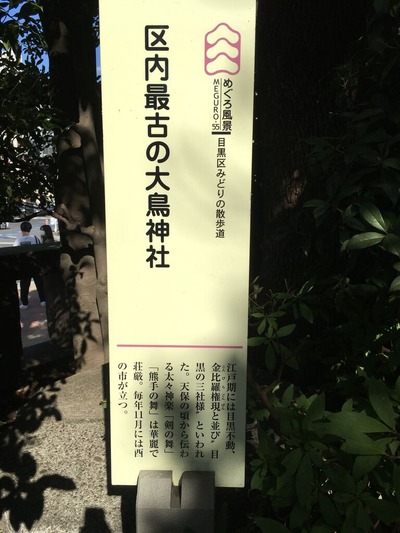 めぐろ風景
MEGURO 55
目黒区みどりの散歩道
区内最古の大鳥神社
江戸期には目黒不動、
金比羅権現と並び〝目
黒の三社様〟といわれ
た。天保の頃から伝わ
る太々神楽「剣の舞」
「熊手の舞」は華麗で
荘厳。毎年11月には酉
の市が立つ。